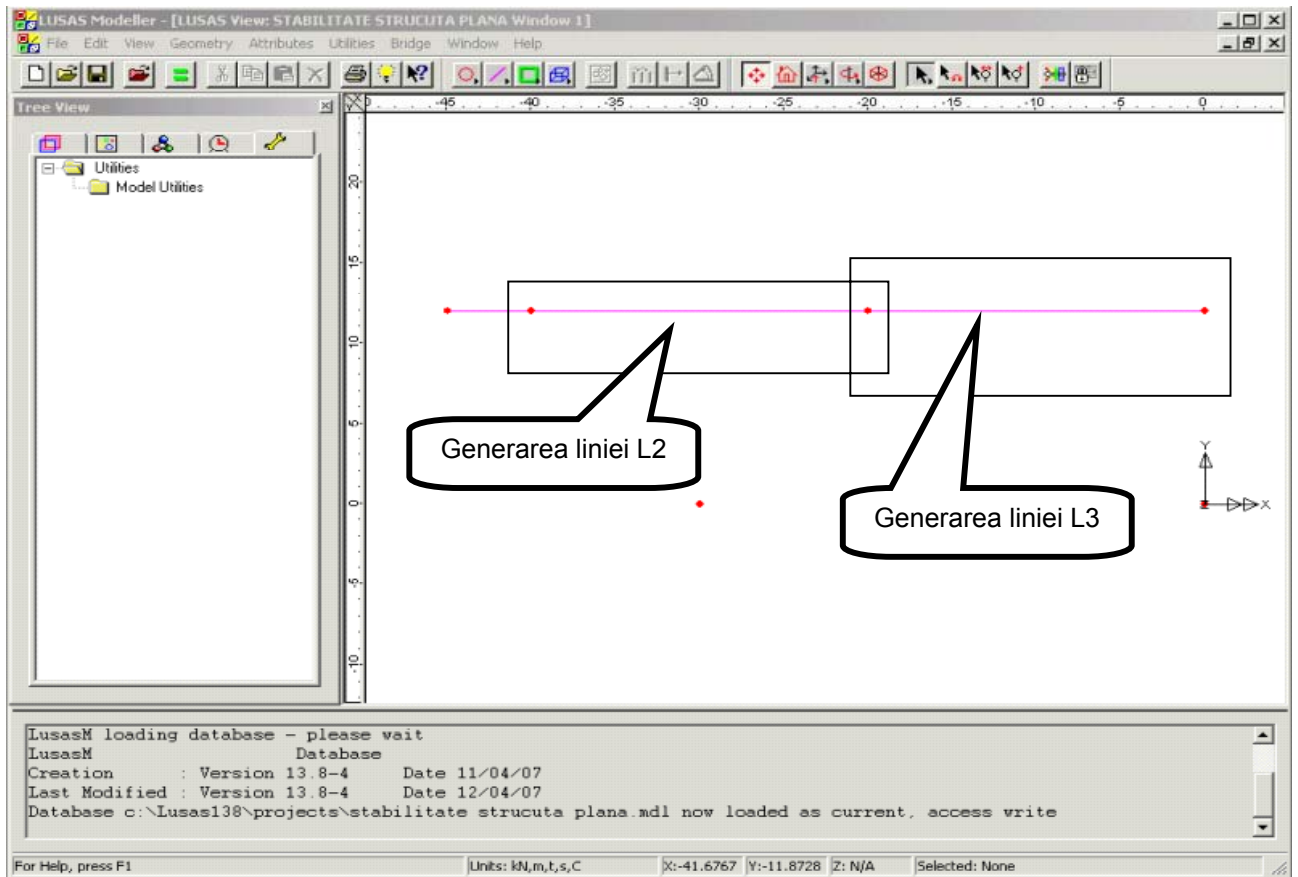 LUSAS Modeller - [LUSAS View: STABILITATE STRUCUTA PLANA Window 1]
File Edit View Geometry Attributes Utilities Bridge Window Help
Tree View
-45 -40 -35 -30 -25 -20 -15 -10 -5 0
Utilities
Model Utilities
20
15
10
5
0
-5
-10
Generarea liniei L2
Generarea liniei L3
Y
X
LusasM loading database - please wait
LusasM Database
Creation : Version 13.8-4 Date 11/04/07
Last Modified : Version 13.8-4 Date 12/04/07
Database c:\Lusas138\projects\stabilitate strucuta plana.mdl now loaded as current, access write
For Help, press F1 Units: kN,m,t,s,C X:-41.6767 Y:-11.8728 Z: N/A Selected: None